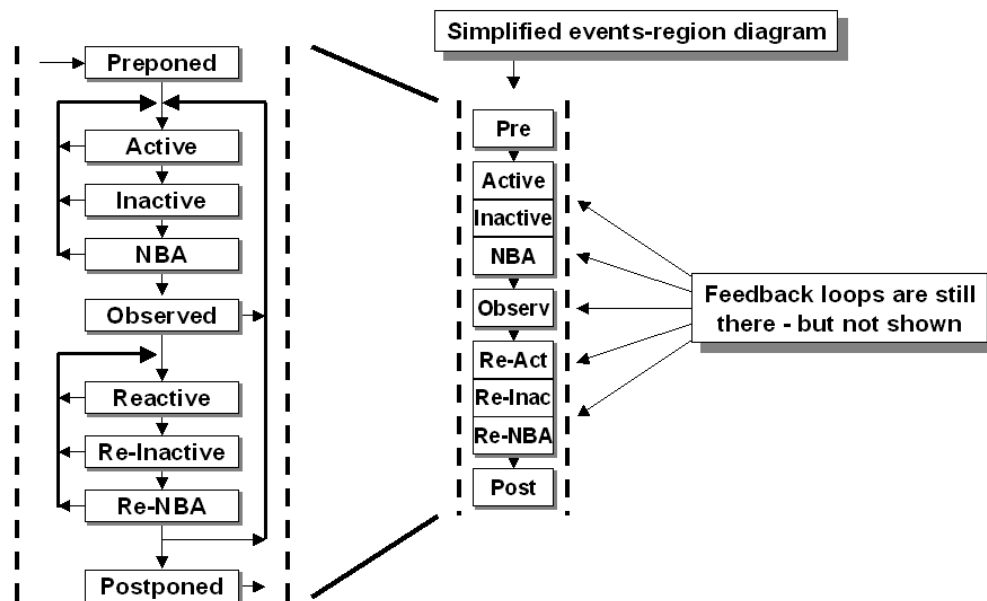 Simplified events-region diagram
Preponed
Active
Inactive
NBA
Observed
Reactive
Re-Inactive
Re-NBA
Postponed
Pre
Active
Inactive
NBA
Observ
Re-Act
Re-Inac
Re-NBA
Post
Feedback loops are still
there - but not shown